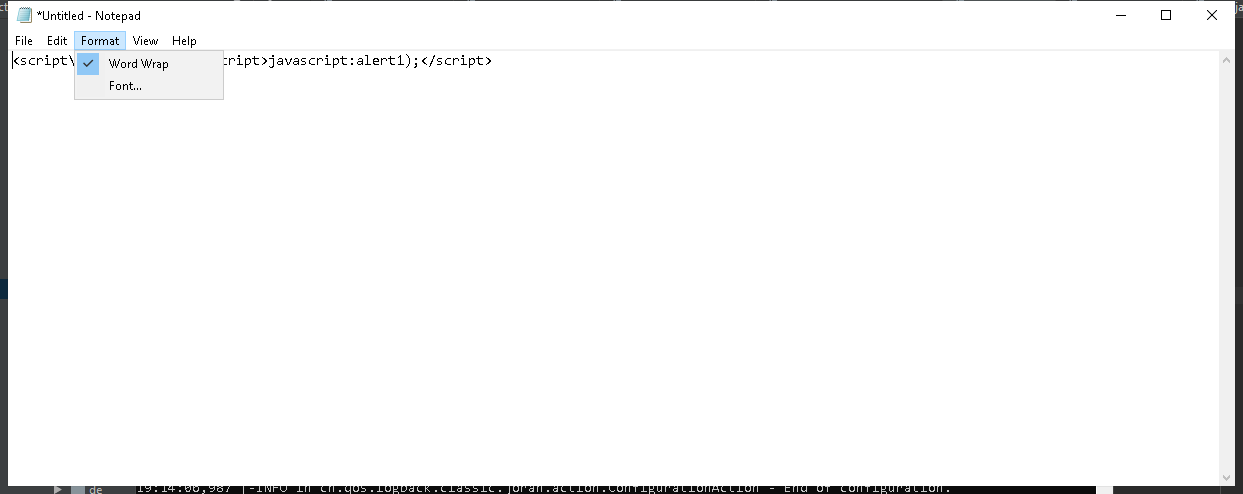 *Untitled - Notepad
File Edit Format View Help
<script\ cript>javascript:alert1);</script>
Word Wrap
Font...
de 19:14:06,987 |-INFO in ch.qos.logback.classic.joran.action.ConfigurationAction - End of configuration.